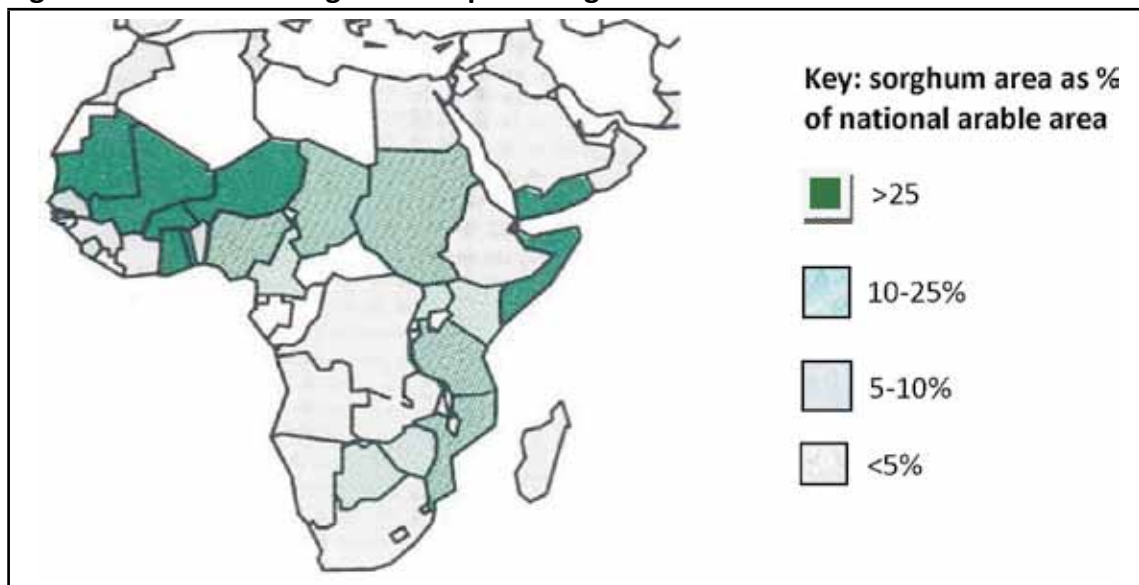 Key: sorghum area as %
of national arable area
>25
10-25%
5-10%
<5%